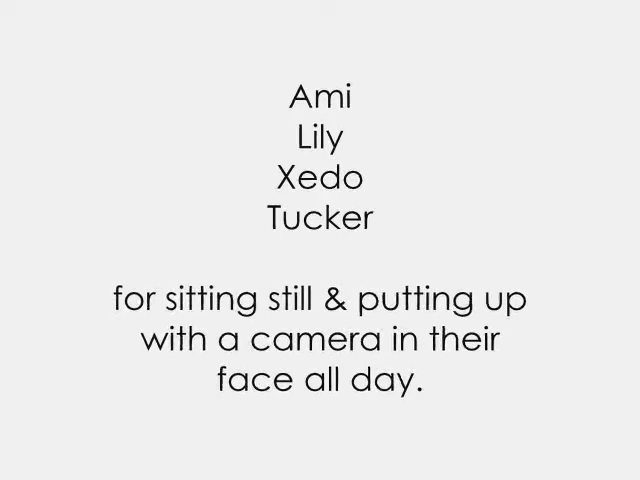 Ami
Lily
Xedo
Tucker
for sitting still & putting up
with a camera in their
face all day.